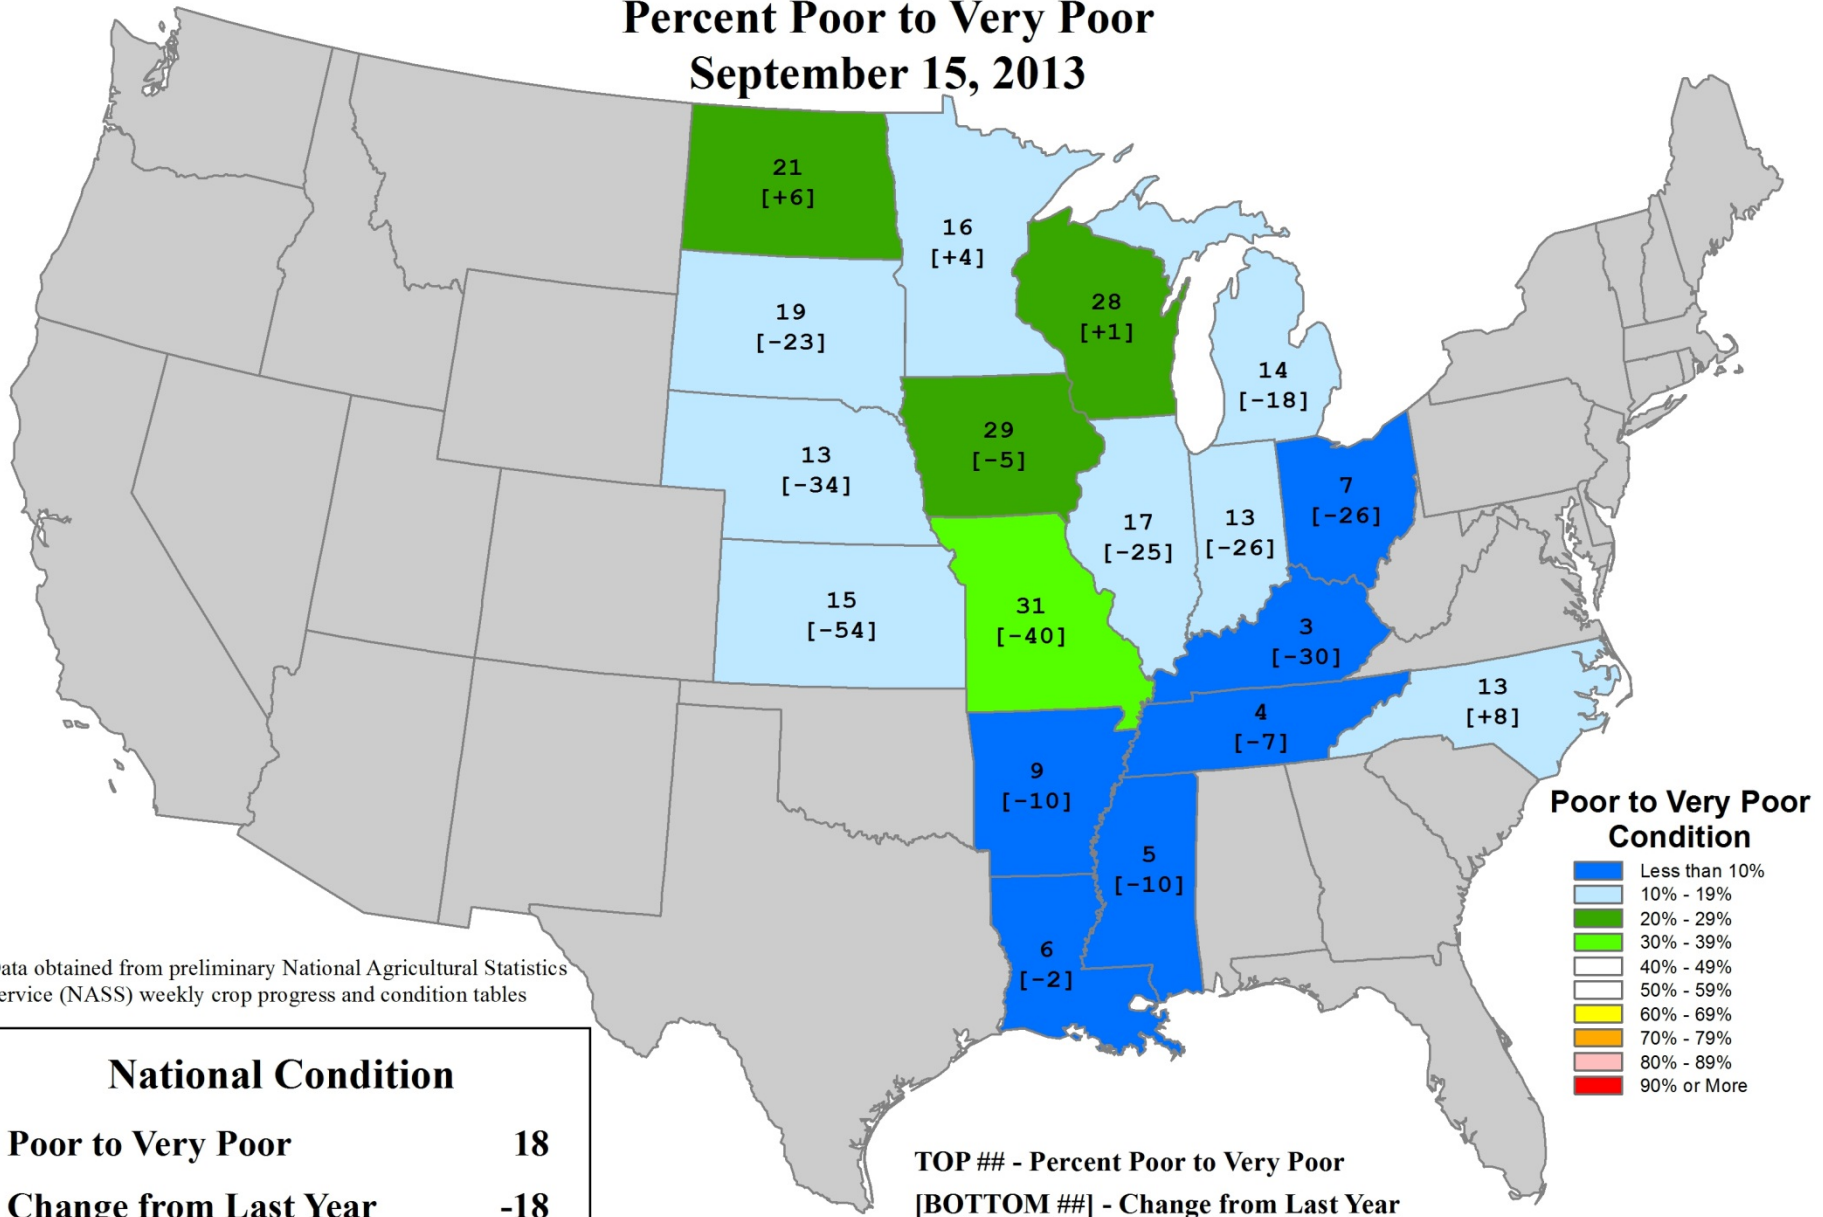 Percent Poor to Very Poor
September 15, 2013
21
[+6]
16
[+4]
28
[+1]
19
[-23]
14
[-18]
29
[-5]
13
[-34]
7
[-26]
17
[-25]
13
[-26]
15
[-54]
31
[-40]
3
[-30]
13
[+8]
4
[-7]
9
[-10]
5
[-10]
6
[-2]
Poor to Very Poor
Condition
Less than 10%
10% - 19%
20% - 29%
30% - 39%
40% - 49%
50% - 59%
60% - 69%
70% - 79%
80% - 89%
90% or More
ata obtained from preliminary National Agricultural Statistics
ervice (NASS) weekly crop progress and condition tables
National Condition
Poor to Very Poor 18
Change from Last Year -18
TOP ## - Percent Poor to Very Poor
[BOTTOM ##] - Change from Last Year